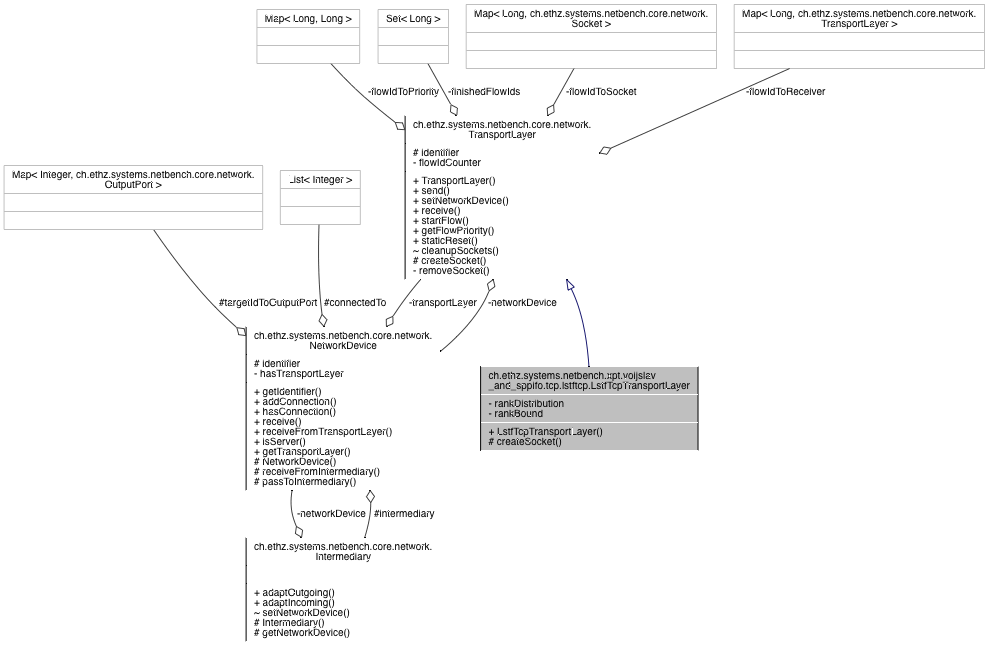 Map< Long, Long >
Set< Long >
Map< Long, ch.ethz.systems.netbench.core.network.
Socket >
Map< Long, ch.ethz.systems.netbench.core.network.
TransportLayer >
-flowIdToPriority
-finishedFlowIds
-flowIdToSocket
-flowIdToReceiver
ch.ethz.systems.netbench.core.network.
TransportLayer
# identifier
- flowIdCounter
+ TransportLayer()
+ send()
+ setNetworkDevice()
+ receive()
+ startFlow()
+ getFlowPriority()
+ staticReset()
~ cleanupSockets()
# createSocket()
- removeSocket()
Map< Integer, ch.ethz.systems.netbench.core.network.
OutputPort >
List< Integer >
#targetIdToOutputPort
#connectedTo
-transportLayer
-networkDevice
ch.ethz.systems.netbench.core.network.
NetworkDevice
# identifier
- hasTransportLayer
+ getIdentifier()
+ addConnection()
+ hasConnection()
+ receive()
+ receiveFromTransportLayer()
+ isServer()
+ getTransportLayer()
# NetworkDevice()
# receiveFromIntermediary()
# passToIntermediary()
ch.ethz.systems.netbench.xpt.vojislav
_and_sppifo.tcp.lstftcp.LstfTcpTransportLayer
- rankDistribution
- rankBound
+ LstfTcpTransportLayer()
# createSocket()
-networkDevice
#intermediary
ch.ethz.systems.netbench.core.network.
Intermediary
+ adaptOutgoing()
+ adaptIncoming()
~ setNetworkDevice()
# Intermediary()
# getNetworkDevice()